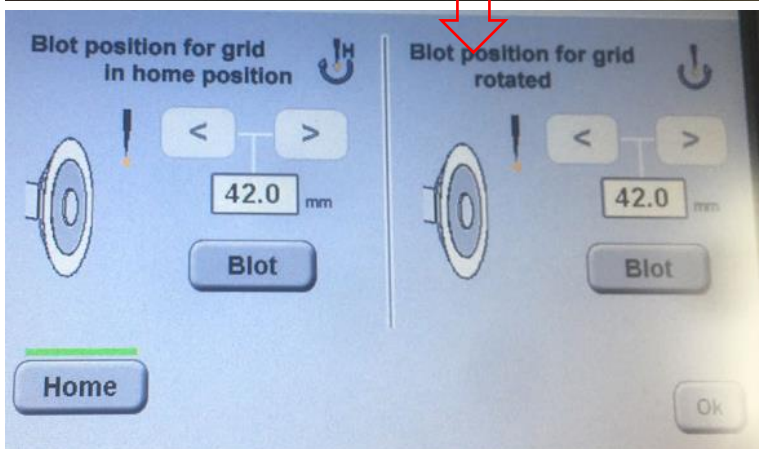 Blot position for grid
in home position
H
< >
42.0 mm
Blot
Blot position for grid
rotated
< >
42.0 mm
Blot
Home
Ok